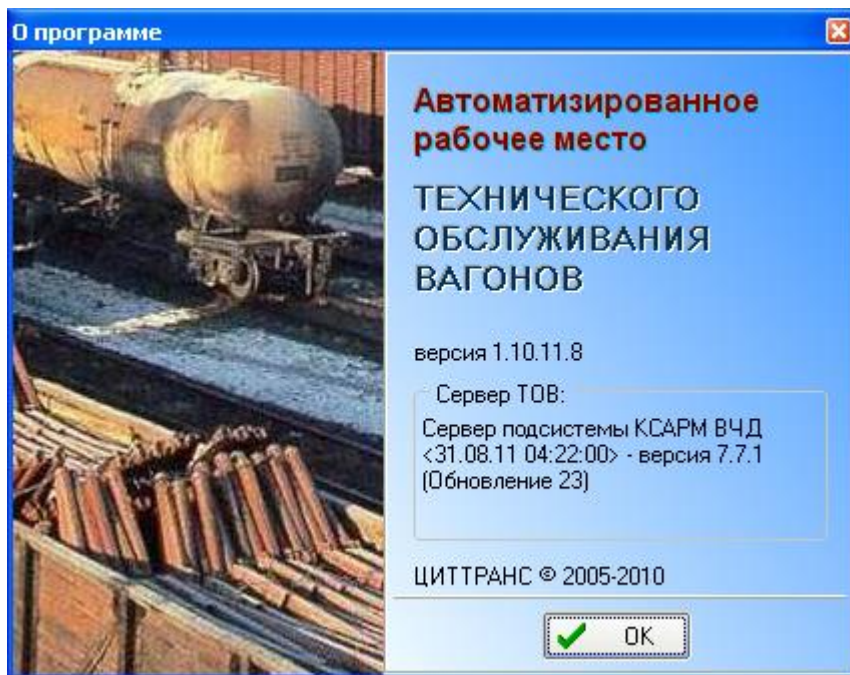 О программе
Автоматизированное
рабочее место
ТЕХНИЧЕСКОГО
ОБСЛУЖИВАНИЯ
ВАГОНОВ
версия 1.10.11.8
Сервер ТОВ:
Сервер подсистемы КСАРМ ВЧД
<31.08.11 04:22:00> - версия 7.7.1
(Обновление 23)
ЦИТТРАНС © 2005-2010
OK